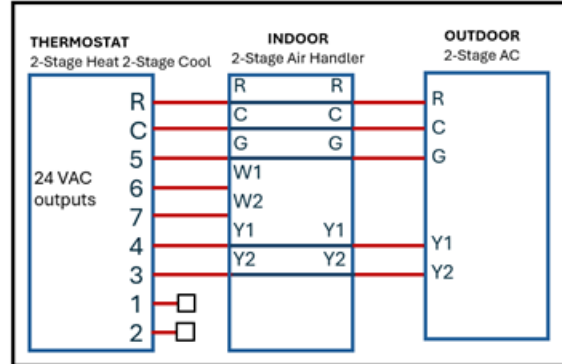 THERMOSTAT
2-Stage Heat 2-Stage Cool
INDOOR
2-Stage Air Handler
OUTDOOR
2-Stage AC
24 VAC
outputs
R
C
5
6
7
4
3
1
2
R R
C C
G G
W1
W2
Y1 Y1
Y2 Y2
R
C
G
Y1
Y2